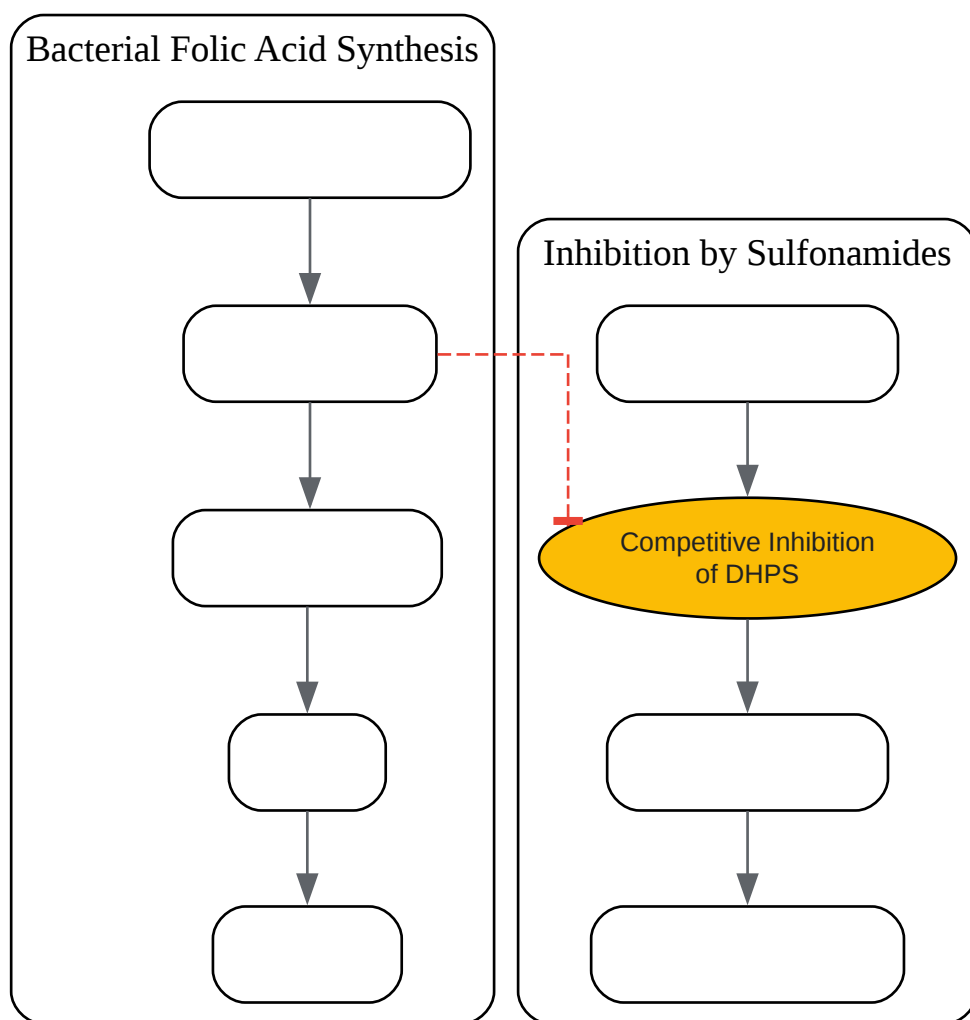 Bacterial Folic Acid Synthesis
Inhibition by Sulfonamides
Competitive Inhibition
of DHPS